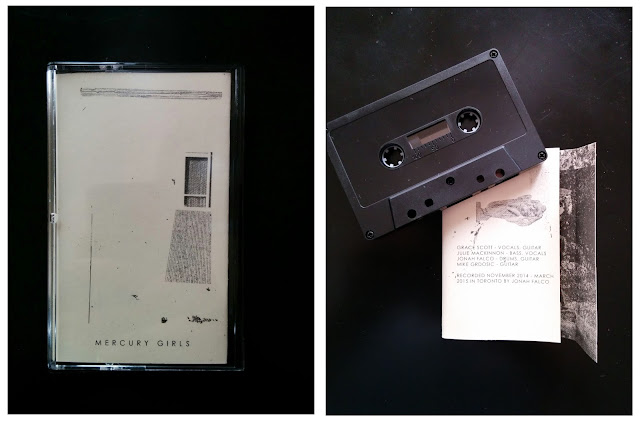 MERCURY GIRLS
GRACE SCOTT - VOCALS, GUITAR
JULIE MACKINNON - BASS, VOCALS
JONAH FALCO - DRUMS, GUITAR
MIKE - GUITAR
RECORDED NOVEMBER 2014 - MARCH
2015 IN TORONTO BY JONAH FALCO